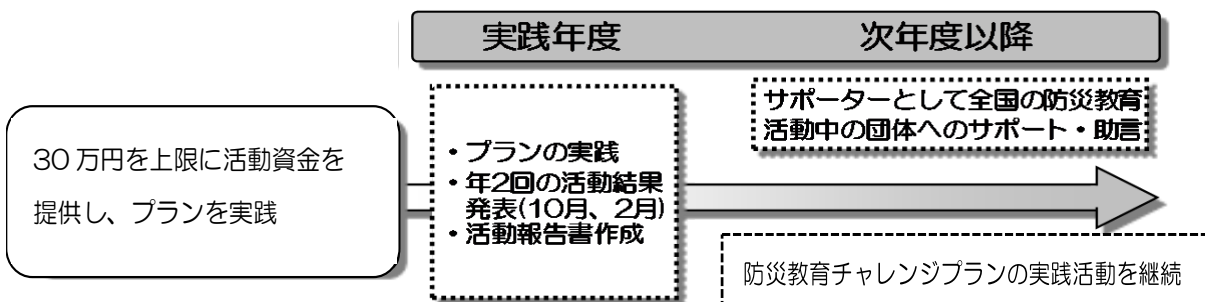 実践年度
次年度以降
30万円を上限に活動資金を
提供し、プランを実践
・プランの実践
・年2回の活動結果
発表(10月、2月)
・活動報告書作成
サポーターとして全国の防災教育
活動中の団体へのサポート・助言
防災教育チャレンジプランの実践活動を継続